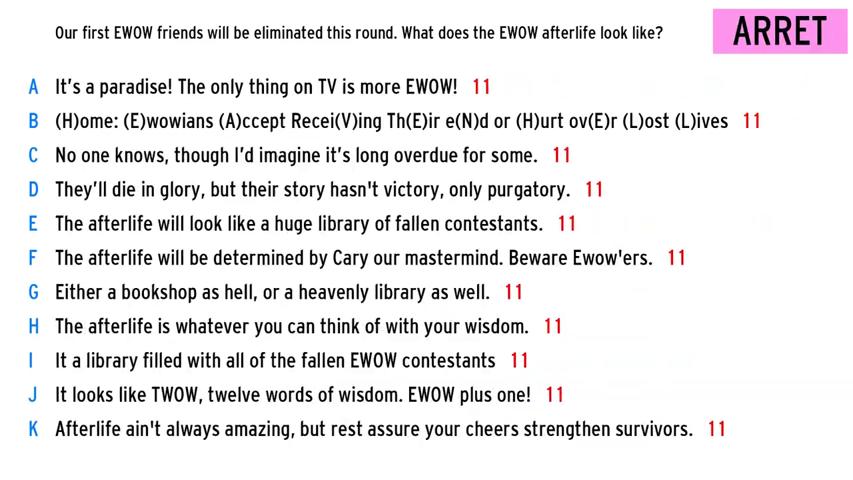 Our first EWOW friends will be eliminated this round. What does the EWOW afterlife look like?
ARRET
A It's a paradise! The only thing on TV is more EWOW! 11
B (H)ome: (E)wowians (A)ccept Recei(V)ing Th(E)ir e(N)d or (H)urt ov(E)r (L)ost (L)ives 11
C No one knows, though I'd imagine it's long overdue for some. 11
D They'll die in glory, but their story hasn't victory, only purgatory. 11
E The afterlife will look like a huge library of fallen contestants. 11
F The afterlife will be determined by Cary our mastermind. Beware Ewow'ers. 11
G Either a bookshop as hell, or a heavenly library as well. 11
H The afterlife is whatever you can think of with your wisdom. 11
I It a library filled with all of the fallen EWOW contestants 11
J It looks like TWOW, twelve words of wisdom. EWOW plus one! 11
K Afterlife ain't always amazing, but rest assure your cheers strengthen survivors. 11